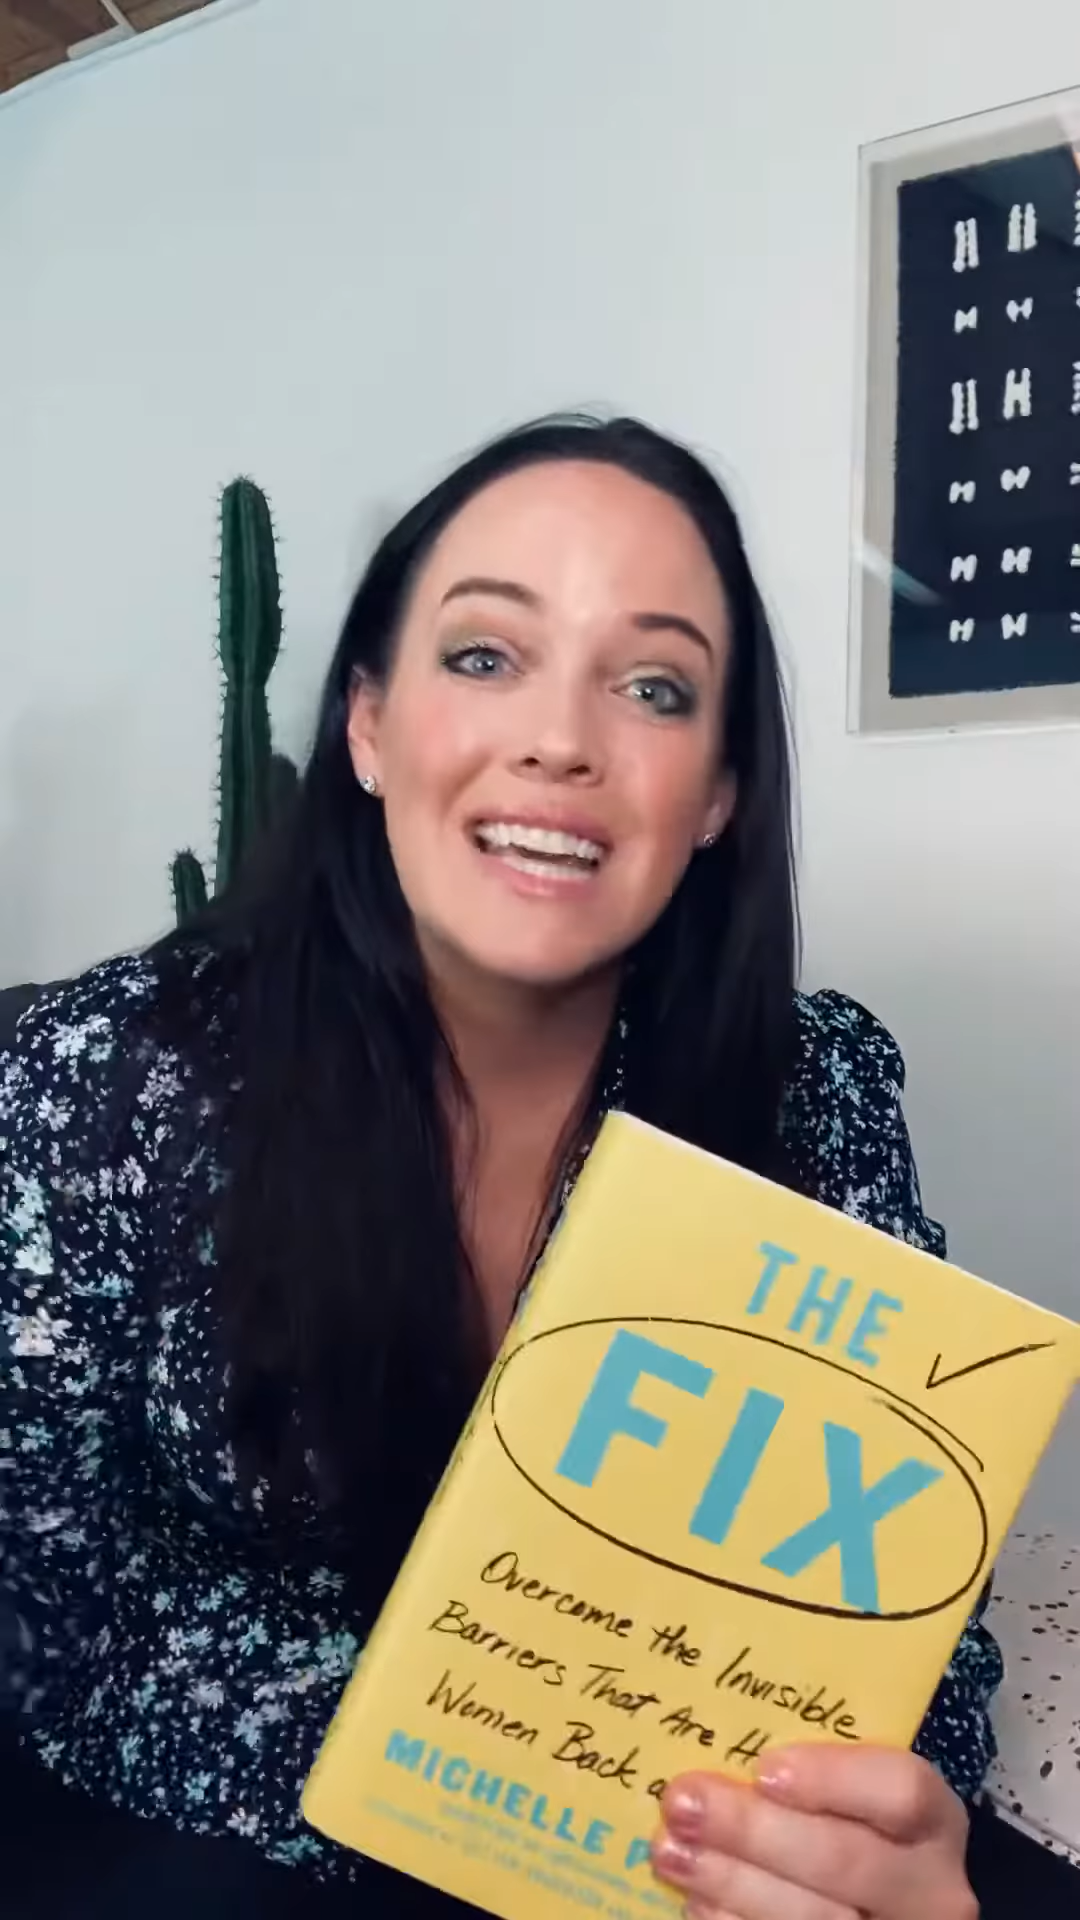 THE
FIX
Overcome the Invisible
Barriers That Are
Women Back
MICHELLE